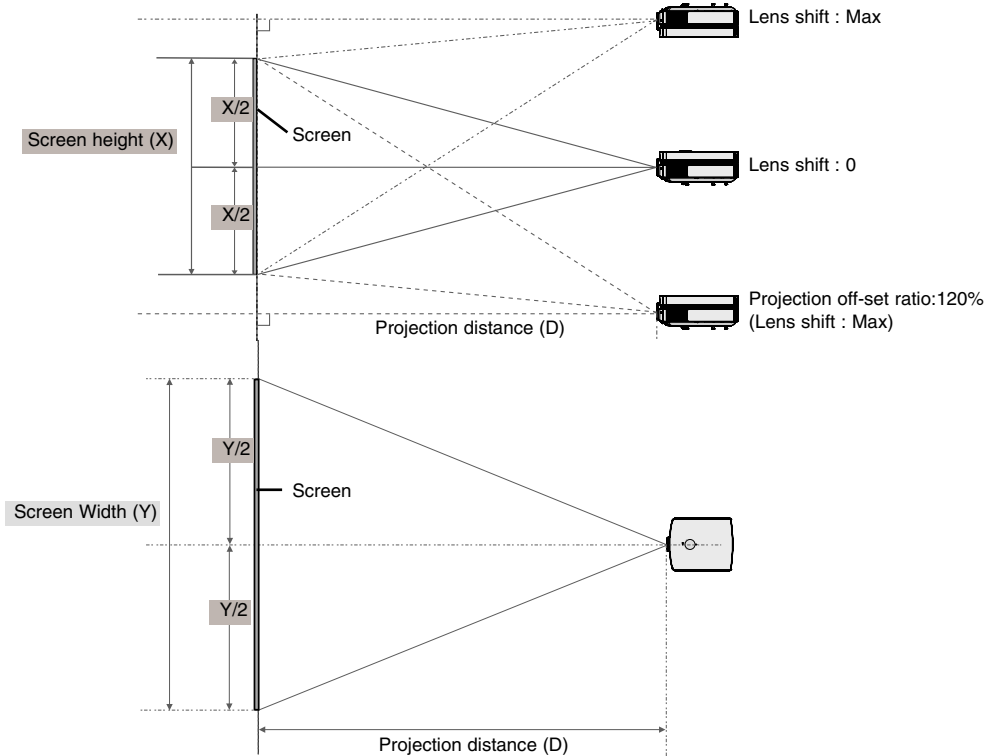 Lens shift : Max
X/2
Screen
Screen height (X)
Lens shift : 0
X/2
Projection off-set ratio:120%
(Lens shift : Max)
Projection distance (D)
Y/2
Screen
Screen Width (Y)
Y/2
Projection distance (D)